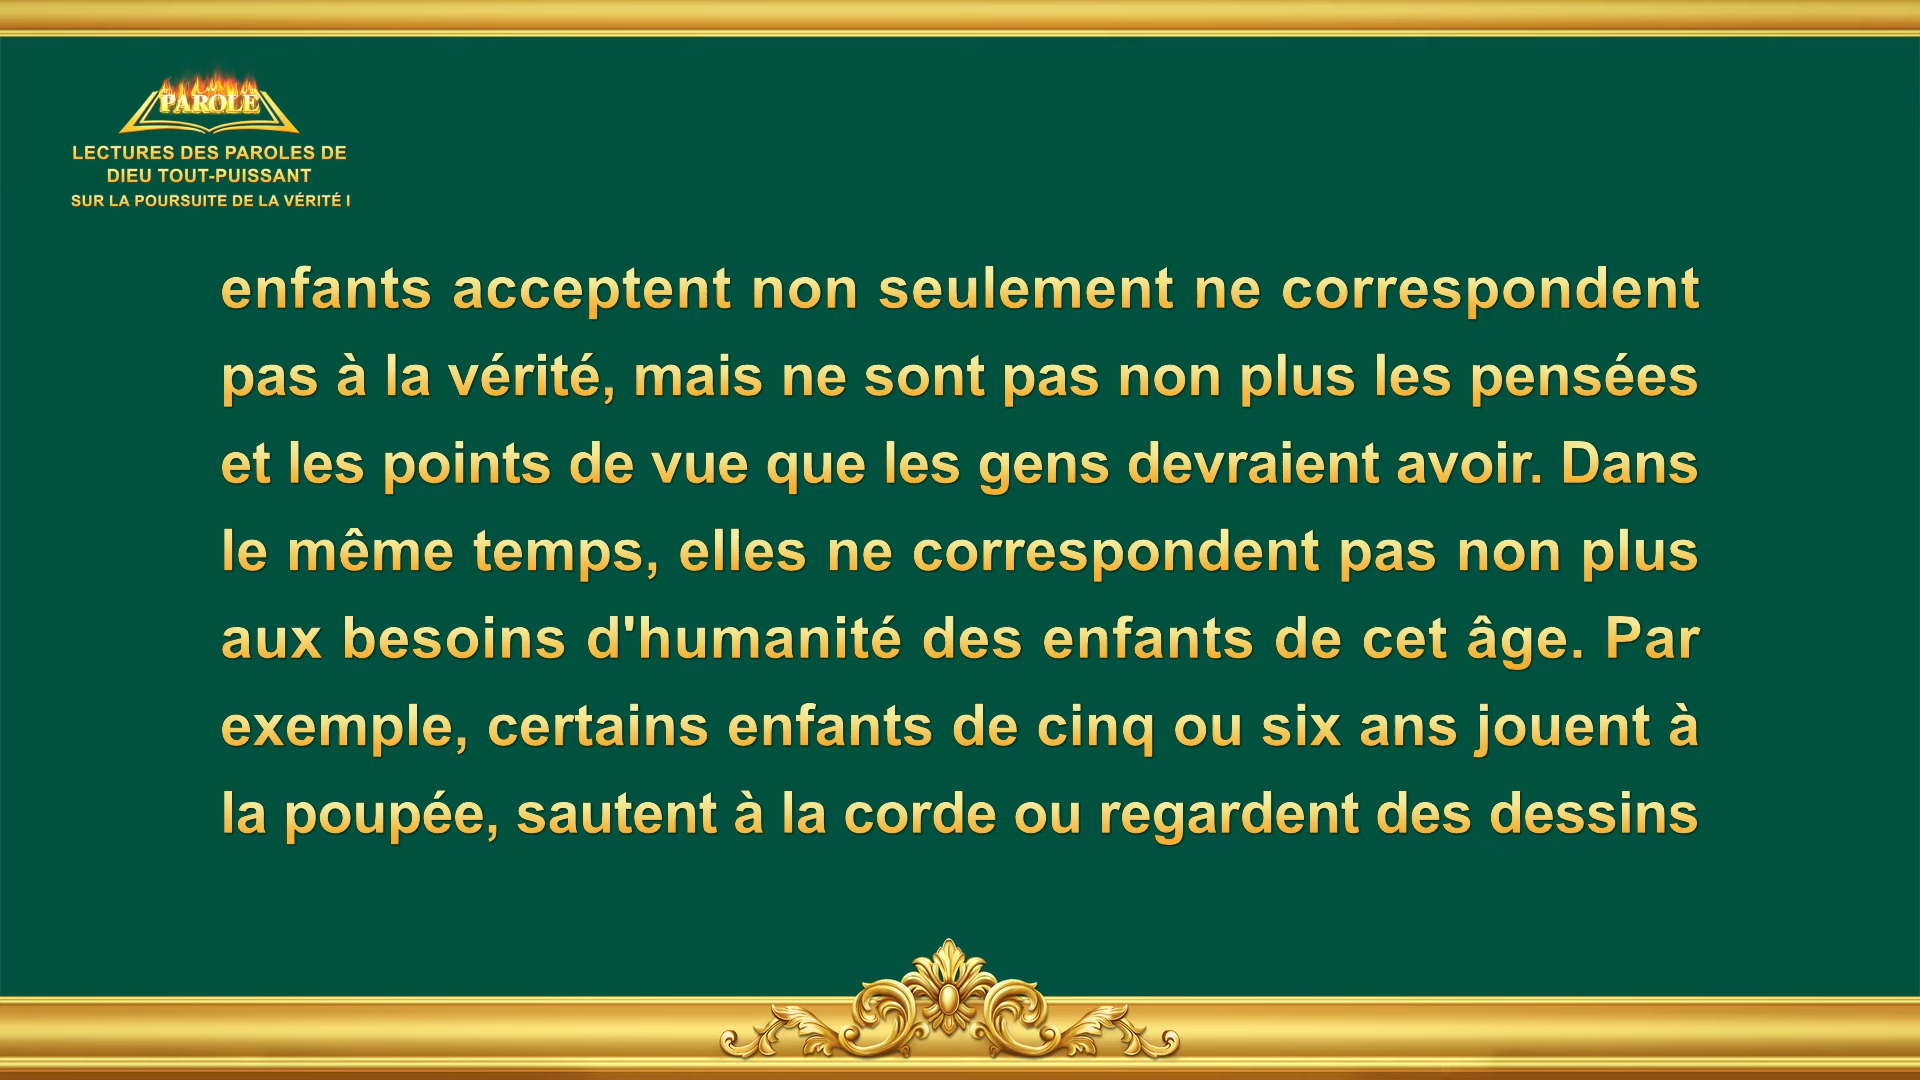 PAROLE
LECTURES DES PAROLES DE
DIEU TOUT-PUISSANT
SUR LA POURSUITE DE LA VÉRITÉ I
enfants acceptent non seulement ne correspondent
pas à la vérité, mais ne sont pas non plus les pensées
et les points de vue que les gens devraient avoir. Dans
le même temps, elles ne correspondent pas non plus
aux besoins d'humanité des enfants de cet âge. Par
exemple, certains enfants de cinq ou six ans jouent à
la poupée, sautent à la corde ou regardent des dessins